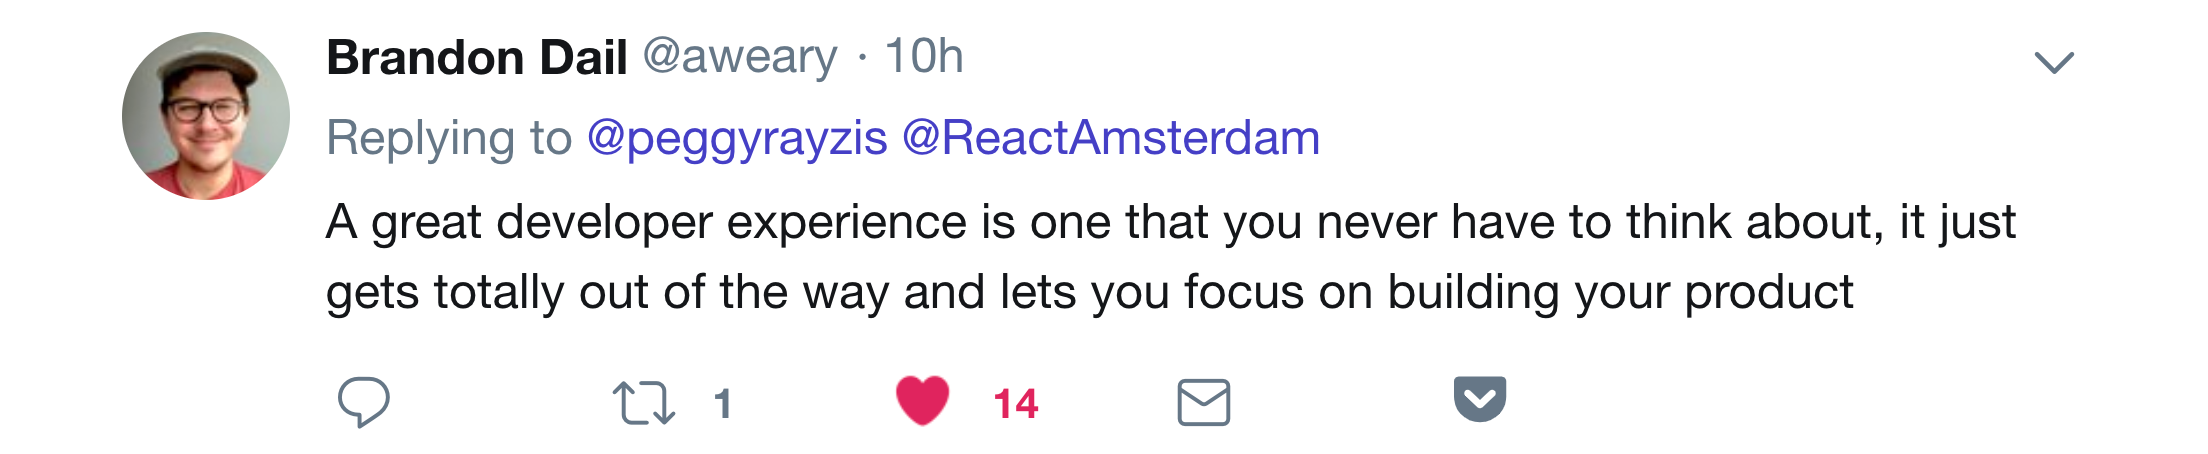 Brandon Dail @aweary · 10h
Replying to @peggyrayzis @ReactAmsterdam
A great developer experience is one that you never have to think about, it just
gets totally out of the way and lets you focus on building your product
1 14